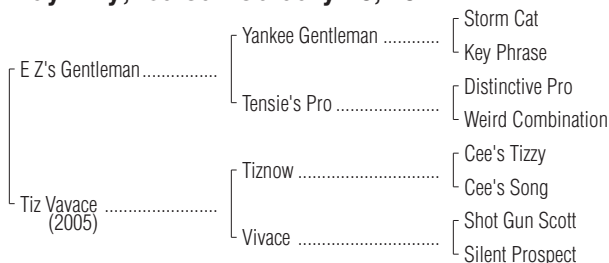 Storm Cat
Yankee Gentleman ........................
Key Phrase
E Z's Gentleman ................
Distinctive Pro
Tensie's Pro ......................
Weird Combination
Cee's Tizzy
Tiznow ..............................
Cee's Song
Tiz Vavace ........................
(2005)
Shot Gun Scott
Vivace ................................
Silent Prospect